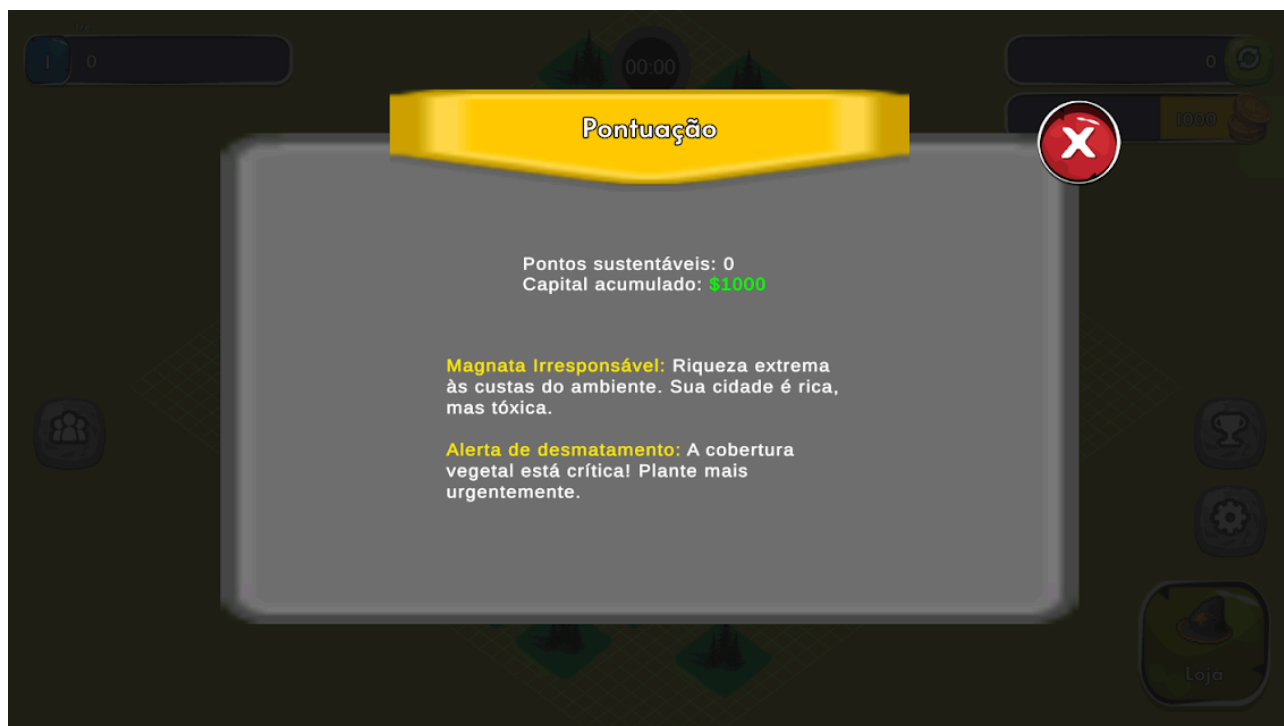 1 0
00:00
0
1000
Pontuação
Pontos sustentáveis: 0
Capital acumulado: $1000
Magnata Irresponsável: Riqueza extrema
às custas do ambiente. Sua cidade é rica,
mas tóxica.
Alerta de desmatamento: A cobertura
vegetal está crítica! Plante mais
urgentemente.
Loja